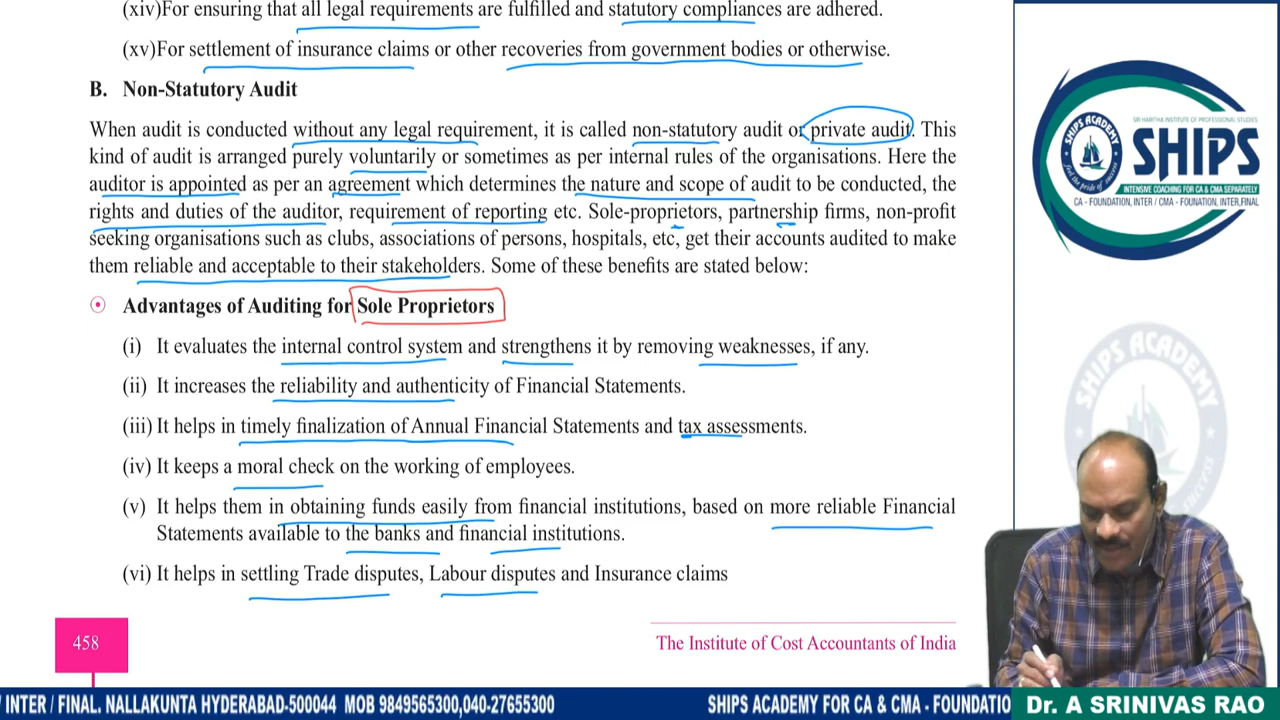 (xiv)For ensuring that all legal requirements are fulfilled and statutory compliances are adhered.
(xv)For settlement of insurance claims or other recoveries from government bodies or otherwise.
B. Non-Statutory Audit
When audit is conducted without any legal requirement, it is called non-statutory audit or private audit. This
kind of audit is arranged purely voluntarily or sometimes as per internal rules of the organisations. Here the
auditor is appointed as per an agreement which determines the nature and scope of audit to be conducted, the
rights and duties of the auditor, requirement of reporting etc. Sole-proprietors, partnership firms, non-profit
seeking organisations such as clubs, associations of persons, hospitals, etc, get their accounts audited to make
them reliable and acceptable to their stakeholders. Some of these benefits are stated below:
Advantages of Auditing for Sole Proprietors
(i) It evaluates the internal control system and strengthens it by removing weaknesses, if any.
(ii) It increases the reliability and authenticity of Financial Statements.
(iii) It helps in timely finalization of Annual Financial Statements and tax assessments.
(iv) It keeps a moral check on the working of employees.
(v) It helps them in obtaining funds easily from financial institutions, based on more reliable Financial
Statements available to the banks and financial institutions.
(vi) It helps in settling Trade disputes, Labour disputes and Insurance claims
458
The Institute of Cost Accountants of India
SRI HARITHA INSTITUTE OF PROFESSIONAL STUDIES
SHIPS ACADEMY
feel the pride of success
SHIPS
INTENSIVE COACHING FOR CA & CMA SEPARATELY
CA - FOUNDATION, INTER / CMA - FOUNATION, INTER,FINAL
SHIPS ACADEMY
/ INTER / FINAL. NALLAKUNTA HYDERABAD-500044 MOB 9849565300,040-27655300
SHIPS ACADEMY FOR CA & CMA - FOUNDATIO
Dr. A SRINIVAS RAO